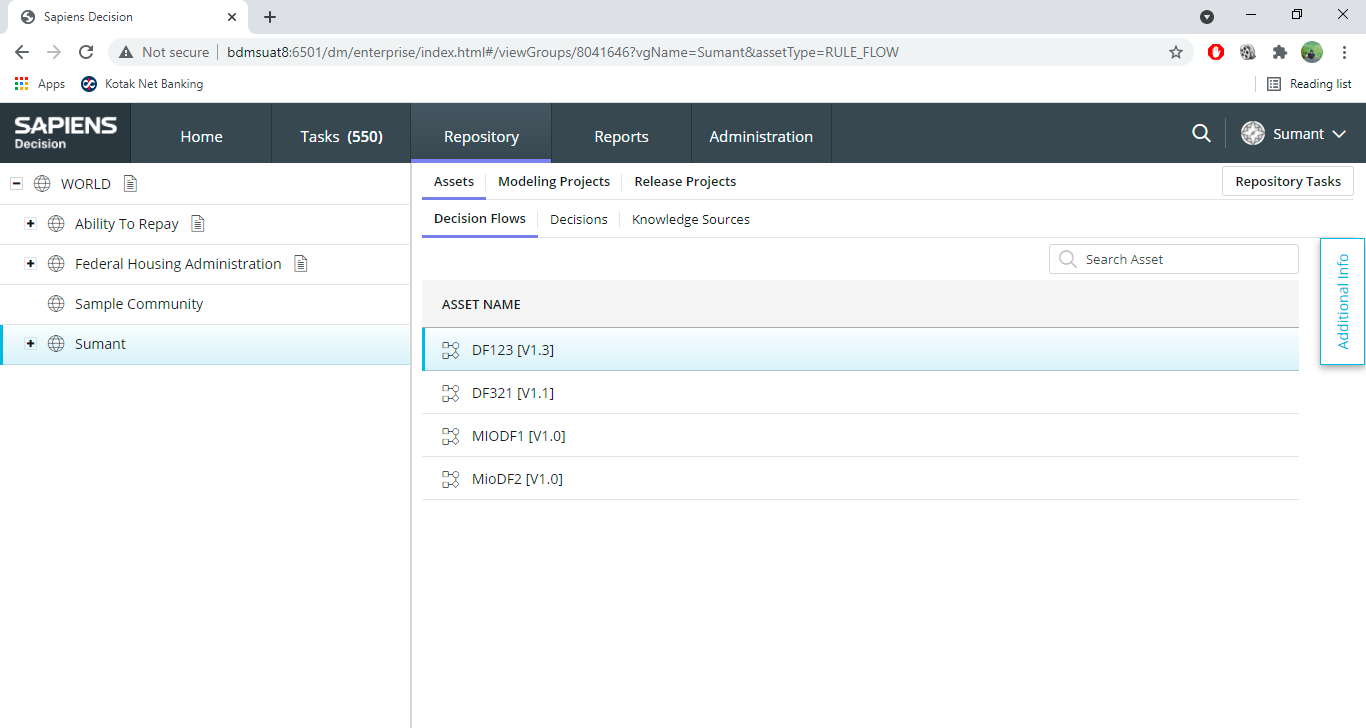 Sapiens Decision
Not secure bdmsuat8:6501/dm/enterprise/index.html#/viewGroups/8041646?vgName=Sumant&assetType=RULE_FLOW
Apps Kotak Net Banking Reading list
SAPIENS
Decision
Home Tasks (550) Repository Reports Administration Sumant
WORLD
Ability To Repay
Federal Housing Administration
Sample Community
Sumant
Assets Modeling Projects Release Projects Repository Tasks
Decision Flows Decisions Knowledge Sources
Search Asset
Additional Info
ASSET NAME
DF123 [V1.3]
DF321 [V1.1]
MIODF1 [V1.0]
MioDF2 [V1.0]